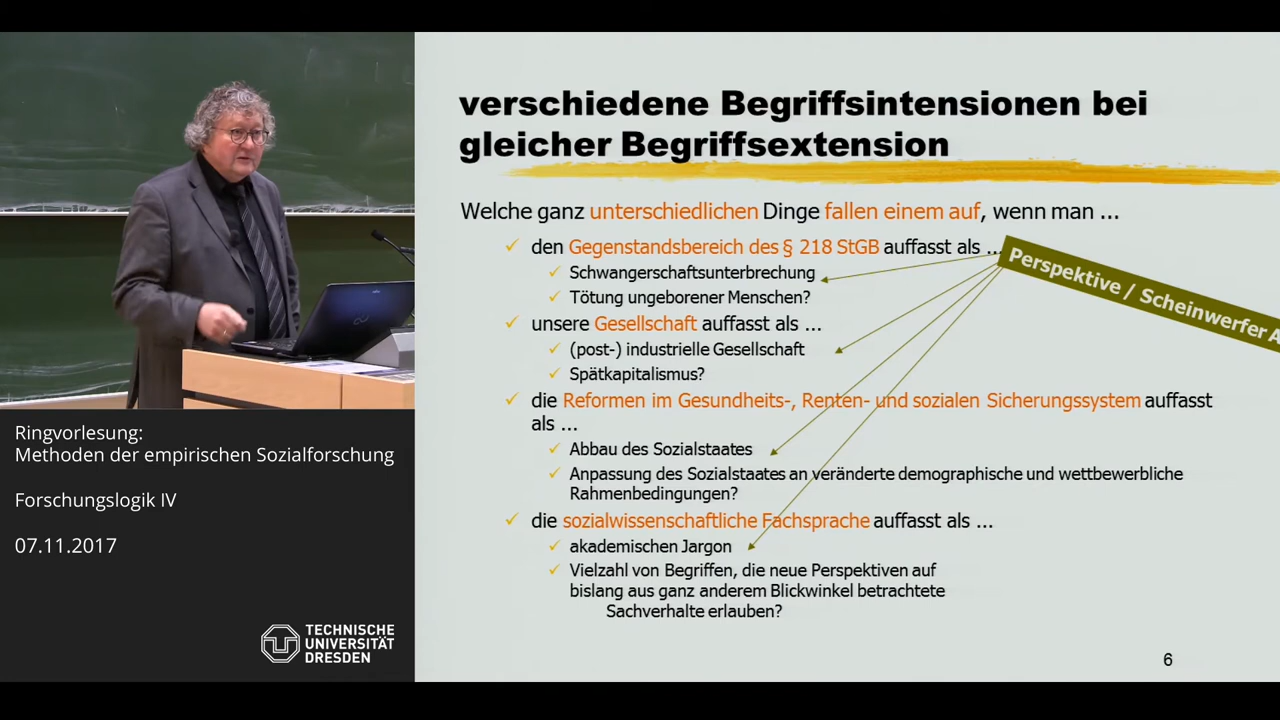 verschiedene Begriffsintensionen bei
gleicher Begriffsextension
Welche ganz unterschiedlichen Dinge fallen einem auf, wenn man ...
den Gegenstandsbereich des § 218 StGB auffasst als ...
Schwangerschaftsunterbrechung
Tötung ungeborener Menschen?
unsere Gesellschaft auffasst als ...
(post-) industrielle Gesellschaft
Spätkapitalismus?
die Reformen im Gesundheits-, Renten- und sozialen Sicherungssystem auffasst
als ...
Abbau des Sozialstaates
Anpassung des Sozialstaates an veränderte demographische und wettbewerbliche
Rahmenbedingungen?
die sozialwissenschaftliche Fachsprache auffasst als ...
akademischen Jargon
Vielzahl von Begriffen, die neue Perspektiven auf
bislang aus ganz anderem Blickwinkel betrachtete
Sachverhalte erlauben?
Perspektive / Scheinwerfer A
6
Ringvorlesung:
Methoden der empirischen Sozialforschung
Forschungslogik IV
07.11.2017
TECHNISCHE
UNIVERSITÄT
DRESDEN